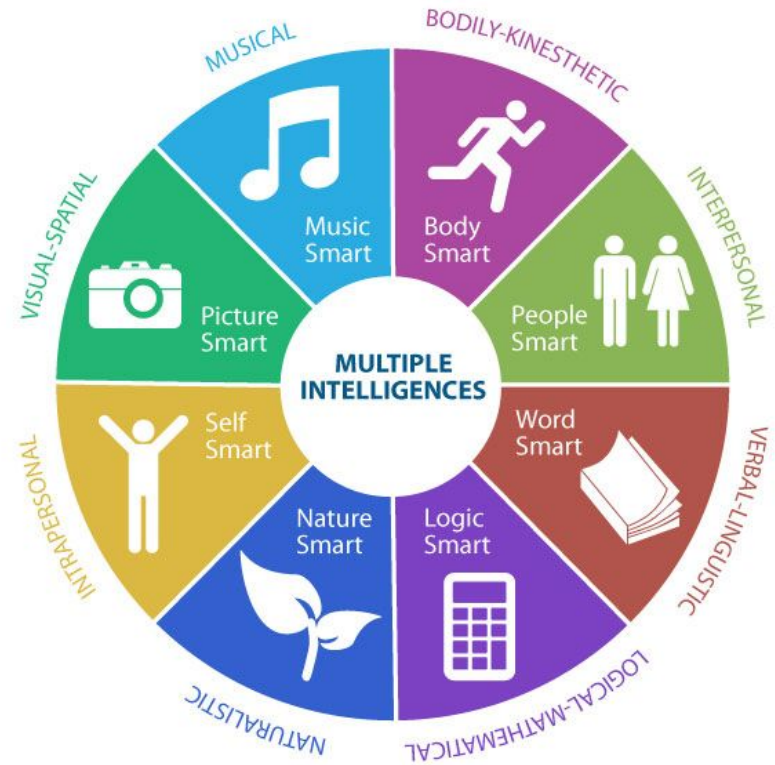 MUSICAL
BODILY-KINESTHETIC
INTERPERSONAL
VERBAL-LINGUISTIC
LOGICAL-MATHEMATICAL
NATURALISTIC
INTRAPERSONAL
VISUAL-SPATIAL
Music
Smart
Body
Smart
People
Smart
Word
Smart
Logic
Smart
Nature
Smart
Self
Smart
Picture
Smart
MULTIPLE
INTELLIGENCES